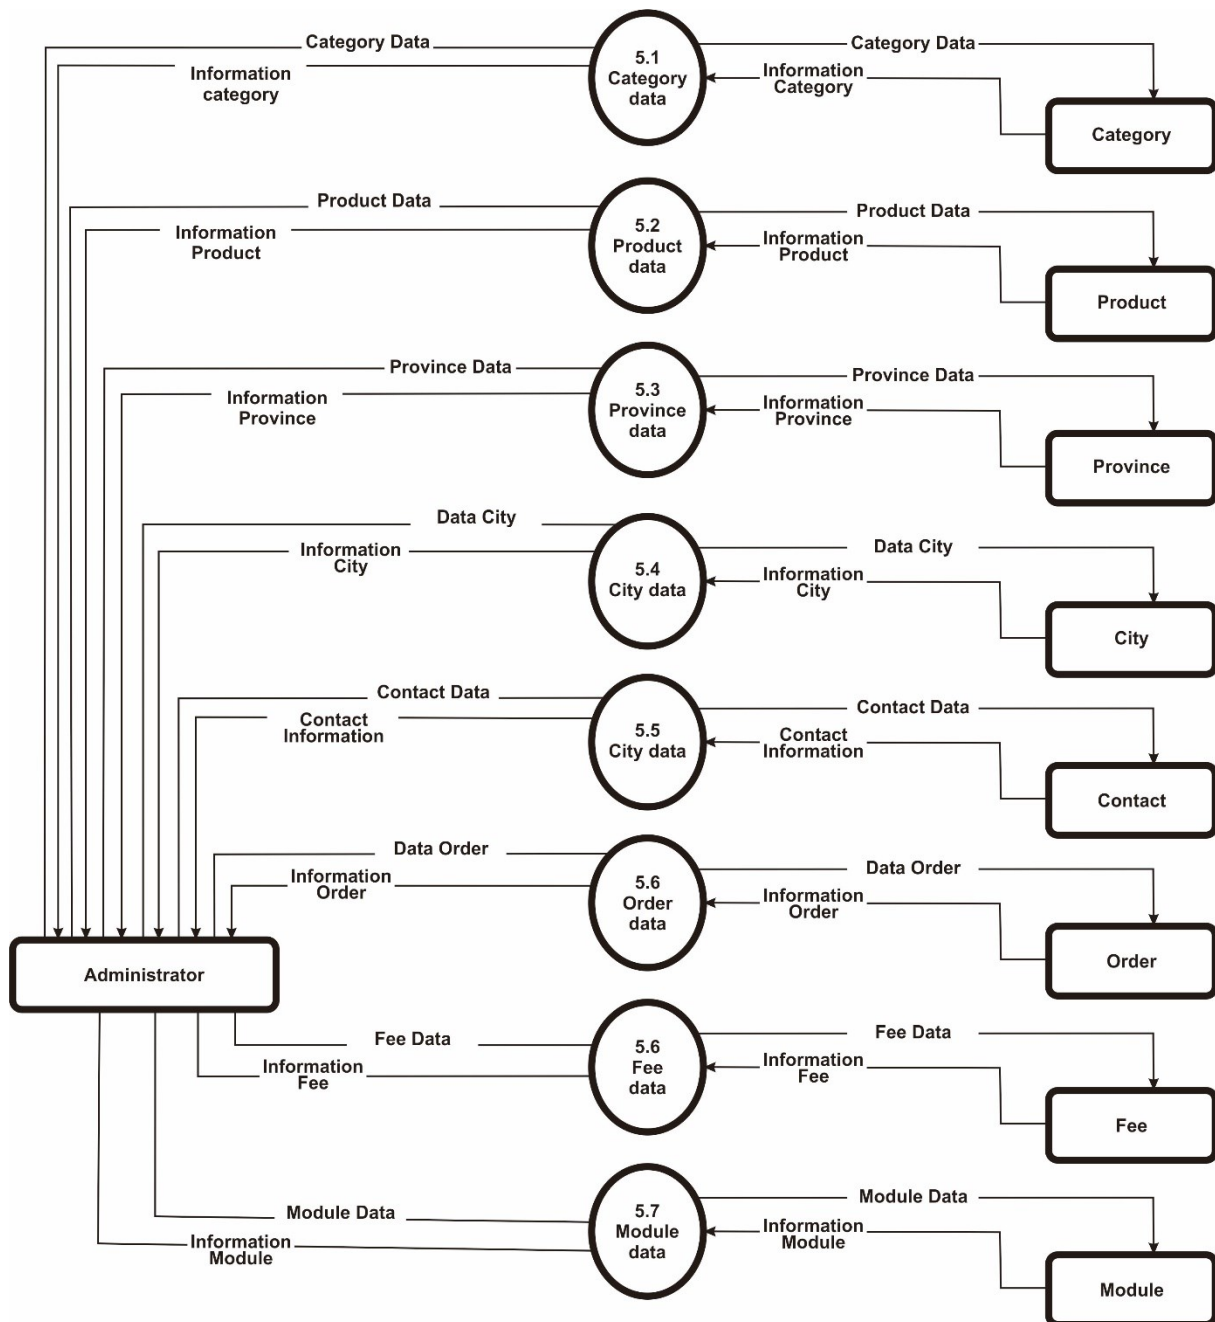 Category Data
Information
category
5.1
Category
data
Category Data
Information
Category
Category
Product Data
Information
Product
5.2
Product
data
Product Data
Information
Product
Product
Province Data
Information
Province
5.3
Province
data
Province Data
Information
Province
Province
Data City
Information
City
5.4
City data
Data City
Information
City
City
Contact Data
Contact
Information
5.5
City data
Contact Data
Contact
Information
Contact
Data Order
Information
Order
5.6
Order
data
Data Order
Information
Order
Order
Administrator
Fee Data
Information
Fee
5.6
Fee
data
Fee Data
Information
Fee
Fee
Module Data
Information
Module
5.7
Module
data
Module Data
Information
Module
Module